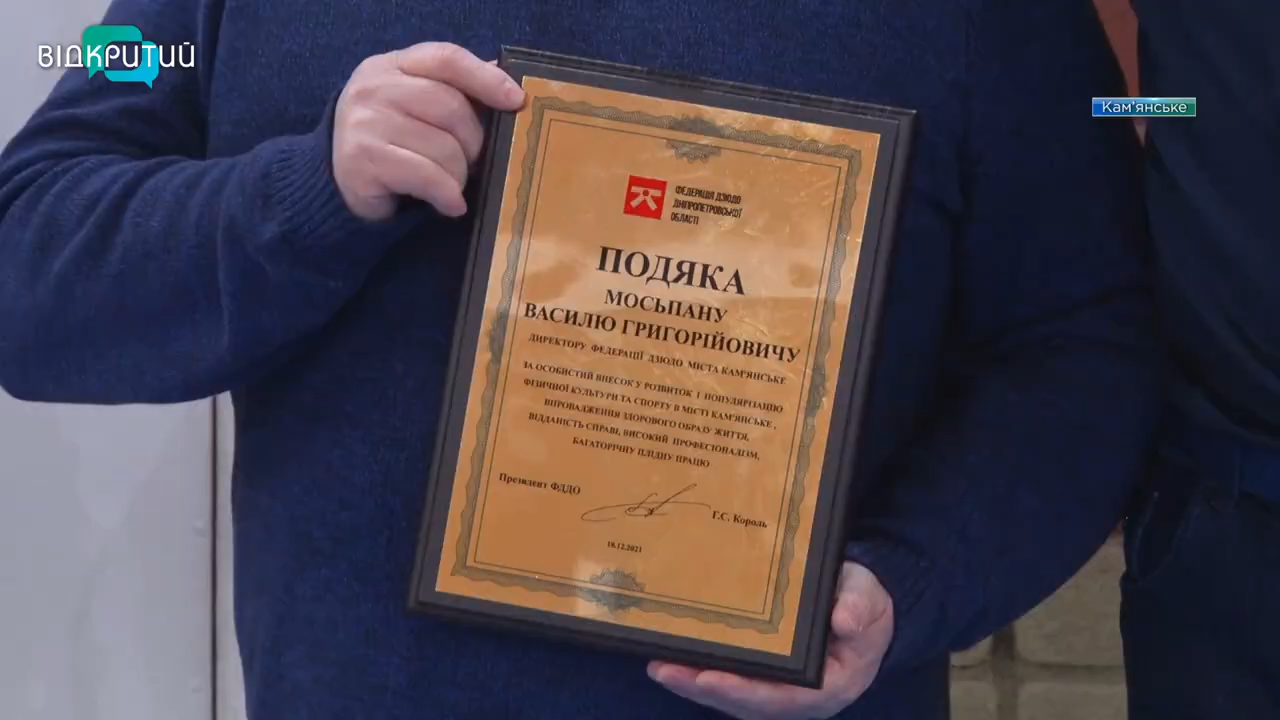 ВІДКРИТИЙ
Кам'янське
ФЕДЕРАЦІЯ ДЗЮДО
ДНІПРОПЕТРОВСЬКОЇ
ОБЛАСТІ
ПОДЯКА
МОСЬПАНУ
ВАСИЛЮ ГРИГОРІЙОВИЧУ
ДИРЕКТОРУ ФЕДЕРАЦІЇ ДЗЮДО МІСТА КАМ'ЯНСЬКЕ
ЗА ОСОБИСТИЙ ВНЕСОК У РОЗВИТОК І ПОПУЛЯРИЗАЦІЮ
ФІЗИЧНОЇ КУЛЬТУРИ ТА СПОРТУ В МІСТІ КАМ'ЯНСЬКЕ ,
ВПРОВАДЖЕННЯ ЗДОРОВОГО ОБРАЗУ ЖИТТЯ,
ВІДДАНІСТЬ СПРАВІ, ВИСОКИЙ ПРОФЕСІОНАЛІЗМ,
БАГАТОРІЧНУ ПЛІДНУ ПРАЦЮ
Президент ФДДО
Г.С. Король
18.12.2021